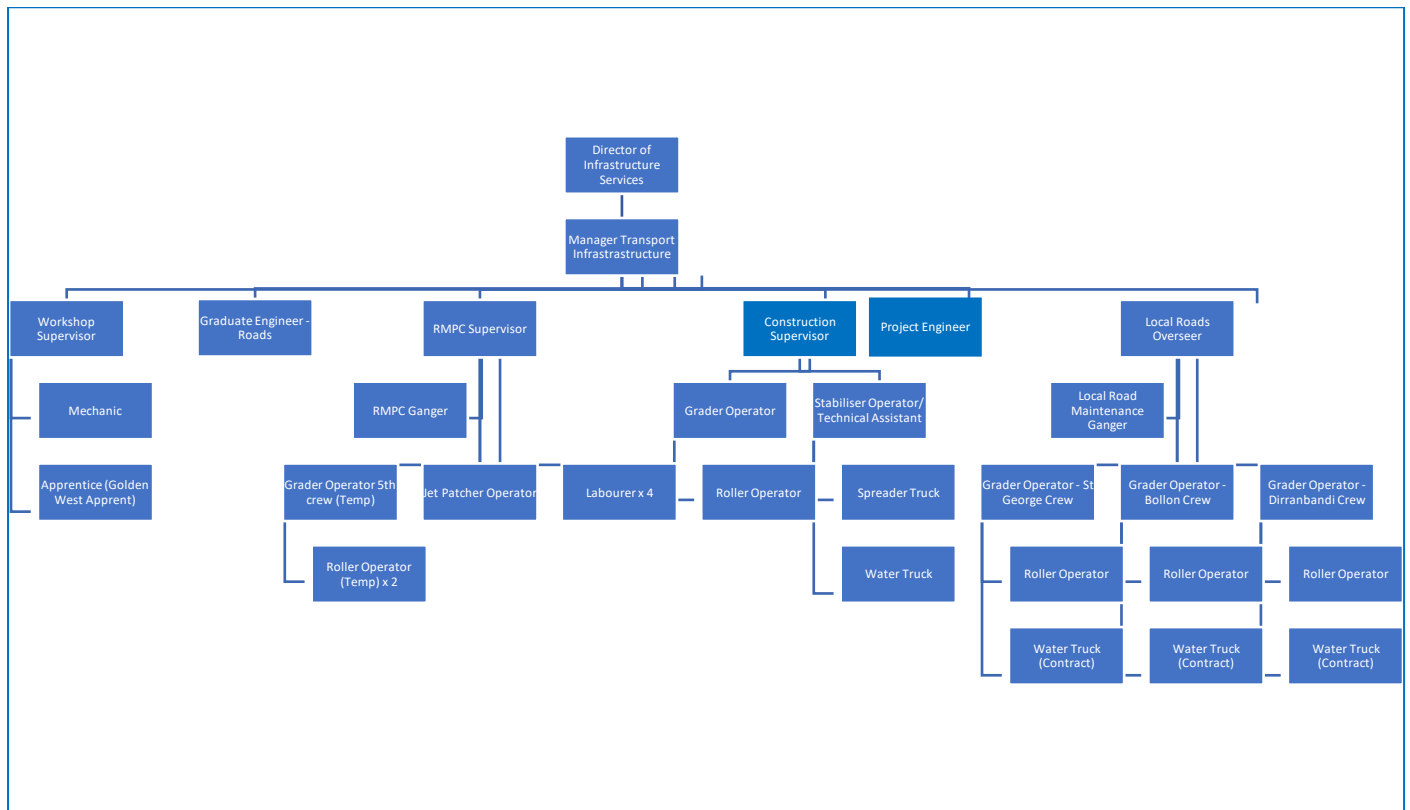 Director of
Infrastructure
Services
Manager Transport
Infrastrastructure
Workshop
Supervisor
Graduate Engineer -
Roads
RMPC Supervisor
Construction
Supervisor
Project Engineer
Local Roads
Overseer
Mechanic
RMPC Ganger
Grader Operator
Stabiliser Operator/
Technical Assistant
Local Road
Maintenance
Ganger
Apprentice (Golden
West Apprent)
Grader Operator 5th
crew (Temp)
Jet Patcher Operator
Labourer x 4
Roller Operator
Spreader Truck
Grader Operator - St
George Crew
Grader Operator -
Bollon Crew
Grader Operator -
Dirranbandi Crew
Roller Operator
(Temp) x 2
Water Truck
Roller Operator
Roller Operator
Roller Operator
Water Truck
(Contract)
Water Truck
(Contract)
Water Truck
(Contract)